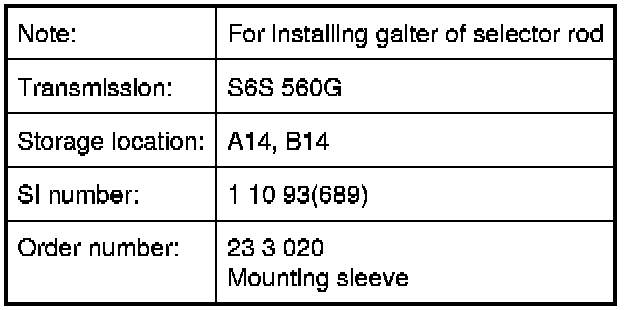 Note: For installing gaiter of selector rod
Transmission: S6S 560G
Storage location: A14, B14
SI number: 1 10 93(689)
Order number: 23 3 020
Mounting sleeve